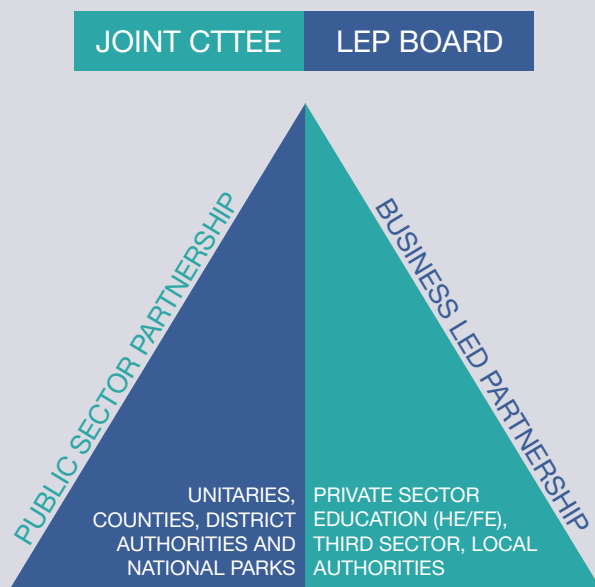 JOINT CTTEE
LEP BOARD
PUBLIC SECTOR PARTNERSHIP
BUSINESS LED PARTNERSHIP
UNITARIES,
COUNTIES, DISTRICT
AUTHORITIES AND
NATIONAL PARKS
PRIVATE SECTOR
EDUCATION (HE/FE),
THIRD SECTOR, LOCAL
AUTHORITIES